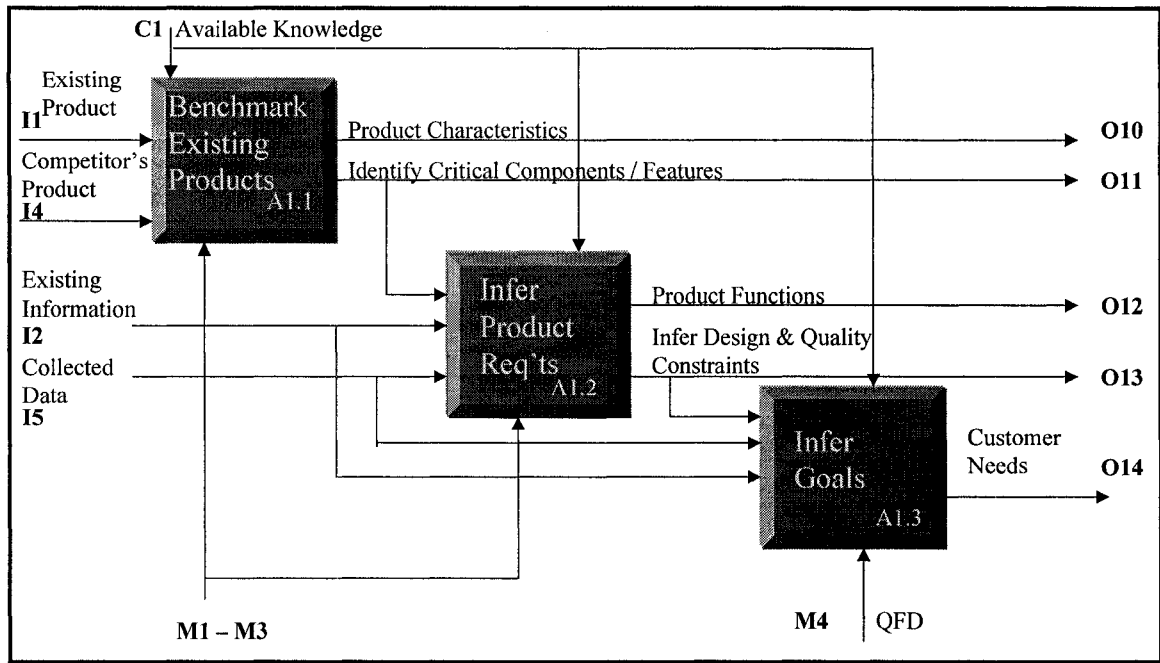 C1 Available Knowledge
Existing
Product
I1
Competitor's
Product
I4
Benchmark
Existing
Products
A1.1
Product Characteristics
O10
Identify Critical Components / Features
O11
Existing
Information
I2
Collected
Data
I5
Infer
Product
Req'ts
A1.2
Product Functions
O12
Infer Design & Quality
Constraints
O13
Infer
Goals
A1.3
Customer
Needs
O14
M1 – M3
M4
QFD